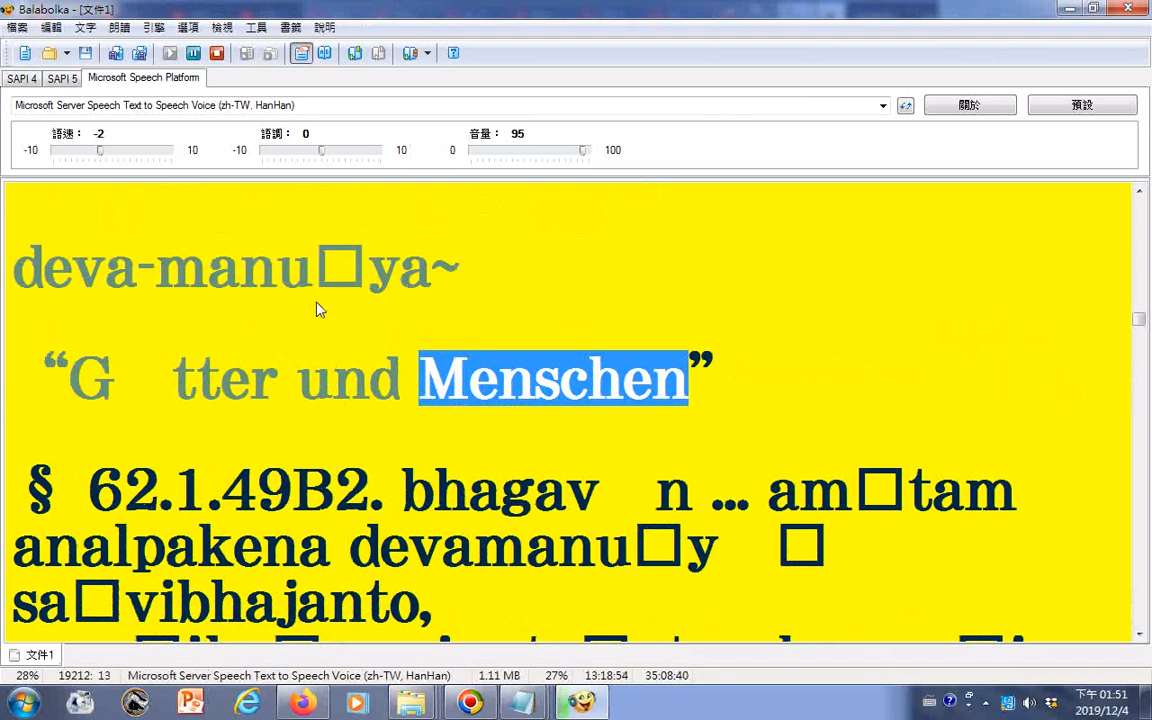 Balabolka - [文件1]
檔案 編輯 文字 朗讀 引擎 選項 檢視 工具 書籤 說明
SAPI 4 SAPI 5 Microsoft Speech Platform
Microsoft Server Speech Text to Speech Voice (zh-TW, HanHan) 關於 預設
語速： -2 語調： 0 音量： 95
-10 10 -10 10 0 100
deva-manu□ya~
“G tter und Menschen”
§ 62.1.49B2. bhagav n ... am□tam
analpakena devamanu□y □
sa□vibhajanto,
文件1
28% 19212: 13 Microsoft Server Speech Text to Speech Voice (zh-TW, HanHan) 1.11 MB 27% 13:18:54 35:08:40
下午 01:51
2019/12/4